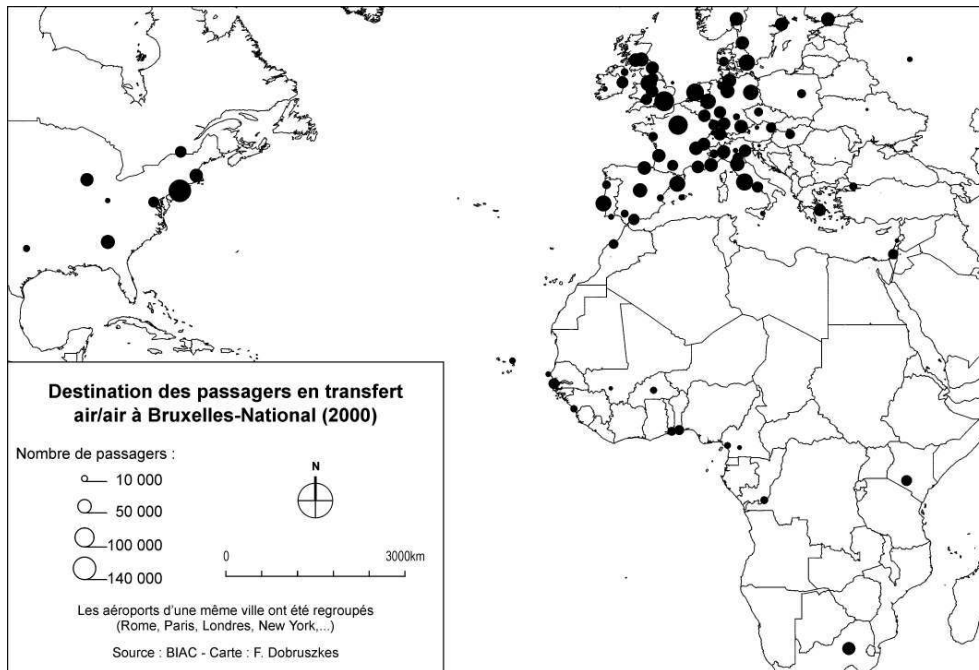 Destination des passagers en transfert
air/air à Bruxelles-National (2000)
Nombre de passagers :
10 000
50 000
100 000
140 000
N
0
3000km
Les aéroports d'une même ville ont été regroupés
(Rome, Paris, Londres, New York,...)
Source : BIAC - Carte : F. Dobruszkes